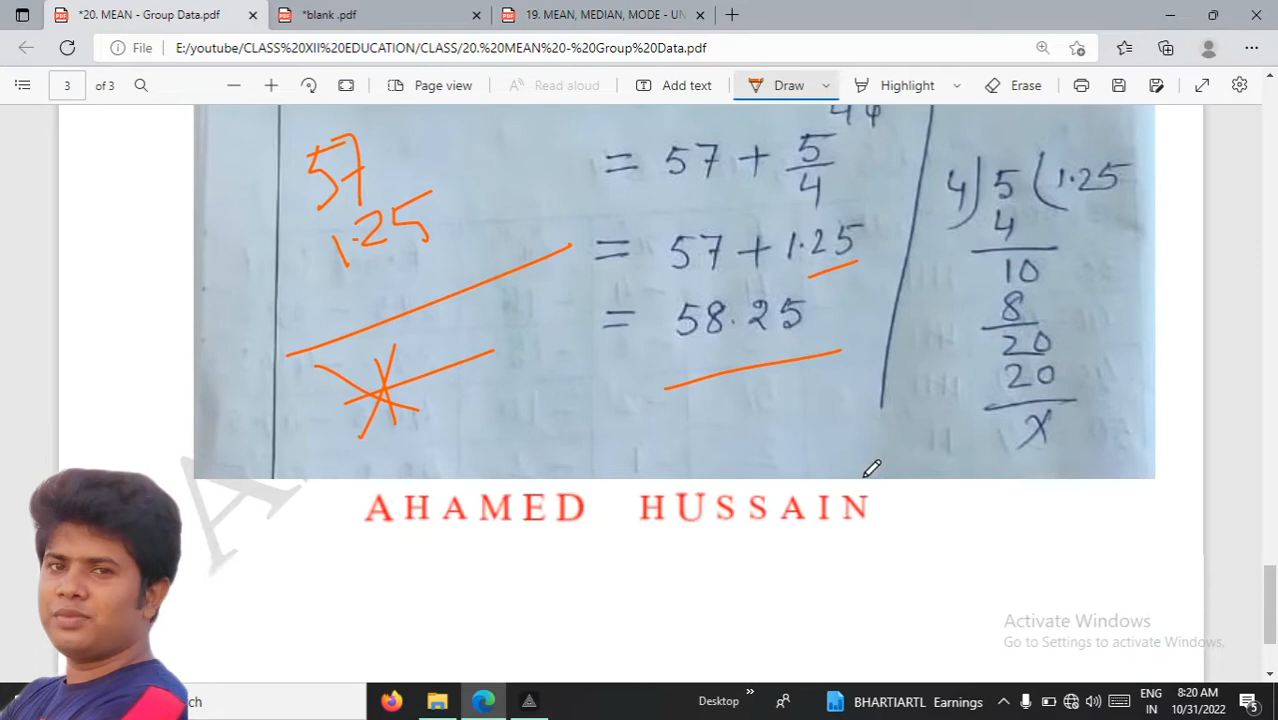 *20. MEAN - Group Data.pdf
*blank .pdf
19. MEAN, MEDIAN, MODE - UN
File
E:/youtube/CLASS%20XII%20EDUCATION/CLASS/20.%20MEAN%20-%20Group%20Data.pdf
3 of 3
Page view
Read aloud
Add text
Draw
Highlight
Erase
57
1.25
= 57 + 5/4
= 57 + 1.25
= 58.25
4) 5 ( 1.25
4
10
8
20
20
x
AHAMED HUSSAIN
Activate Windows
Go to Settings to activate Windows.
ch
Desktop
BHARTIARTL Earnings
ENG
IN
8:20 AM
10/31/2022
5